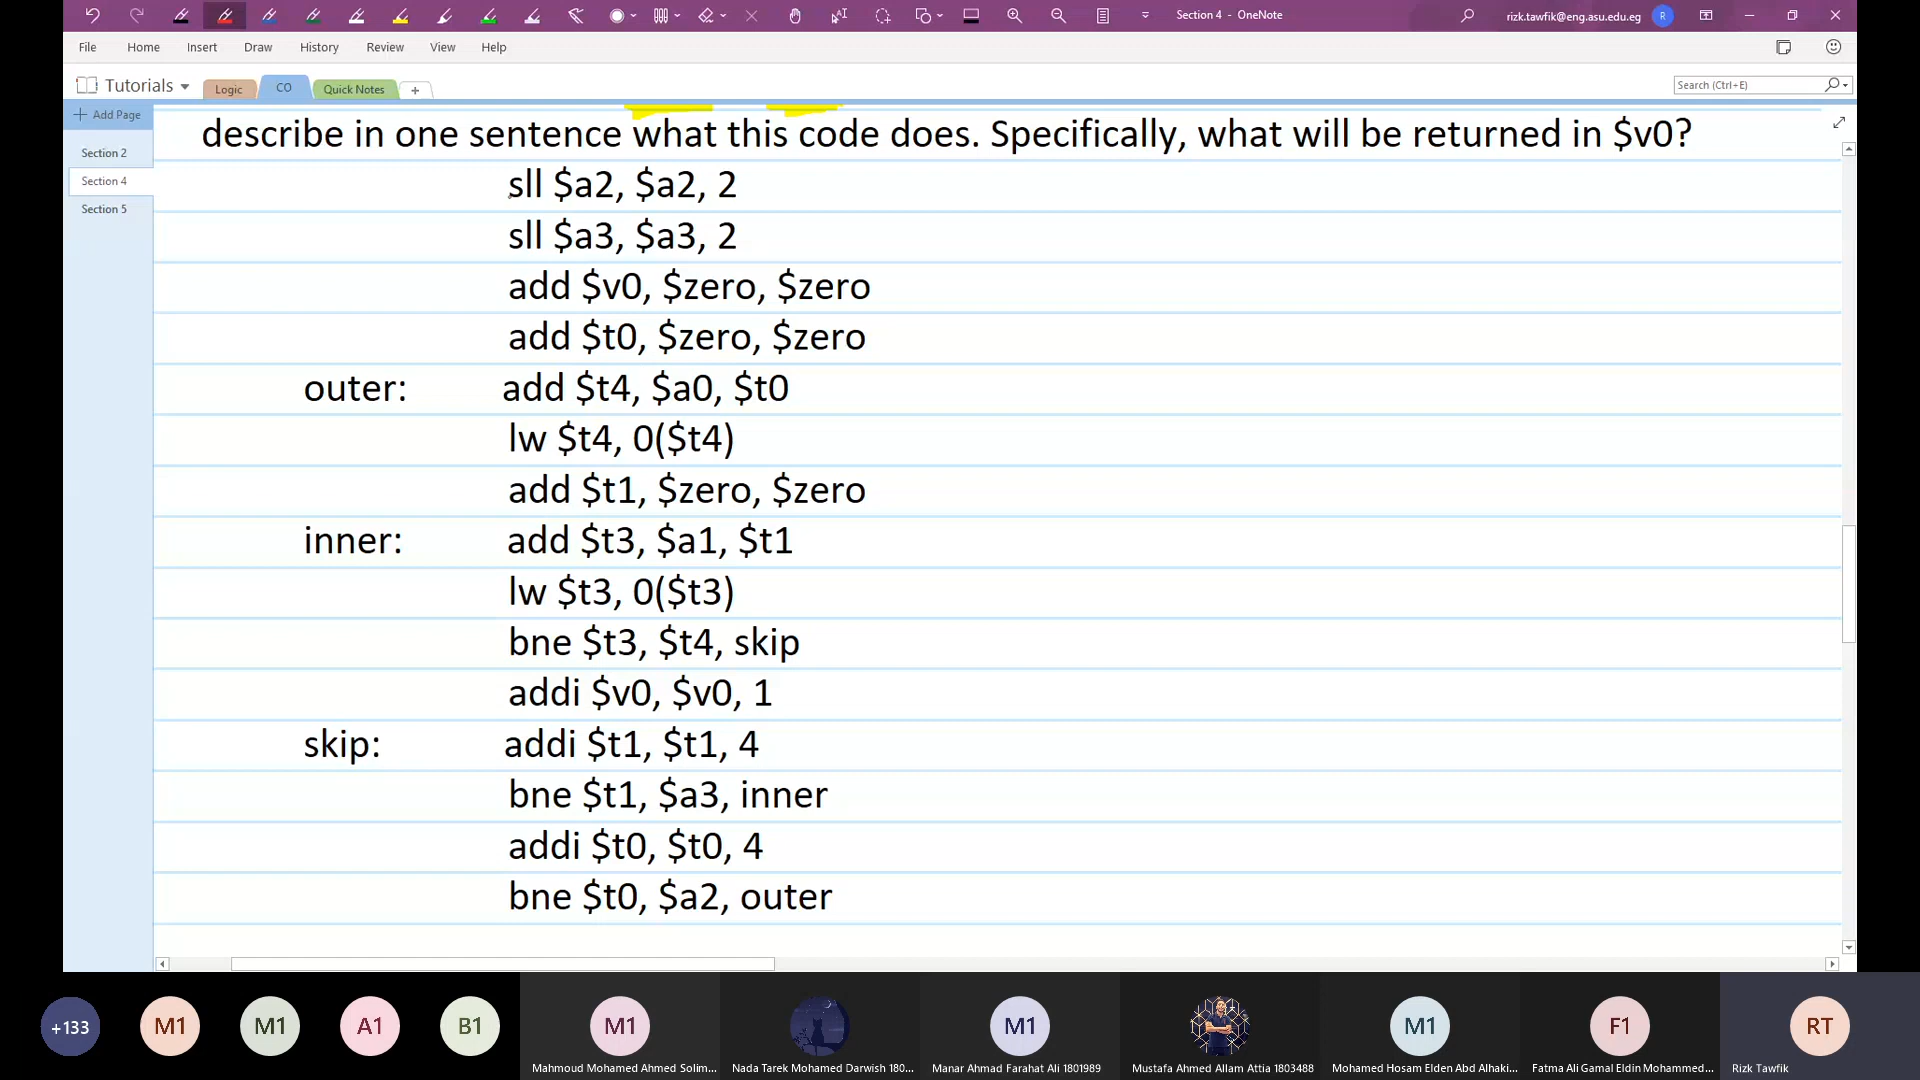 Section 4 - OneNote
rizk.tawfik@eng.asu.edu.eg
R
File Home Insert Draw History Review View Help
Tutorials Logic CO Quick Notes +
Search (Ctrl+E)
Add Page
Section 2
Section 4
Section 5
describe in one sentence what this code does. Specifically, what will be returned in $v0?
sll $a2, $a2, 2
sll $a3, $a3, 2
add $v0, $zero, $zero
add $t0, $zero, $zero
outer: add $t4, $a0, $t0
lw $t4, 0($t4)
add $t1, $zero, $zero
inner: add $t3, $a1, $t1
lw $t3, 0($t3)
bne $t3, $t4, skip
addi $v0, $v0, 1
skip: addi $t1, $t1, 4
bne $t1, $a3, inner
addi $t0, $t0, 4
bne $t0, $a2, outer
+133 M1 M1 A1 B1 M1 M1 M1 F1 RT
Mahmoud Mohamed Ahmed Solim... Nada Tarek Mohamed Darwish 180... Manar Ahmad Farahat Ali 1801989 Mustafa Ahmed Allam Attia 1803488 Mohamed Hosam Elden Abd Alhaki... Fatma Ali Gamal Eldin Mohammed... Rizk Tawfik